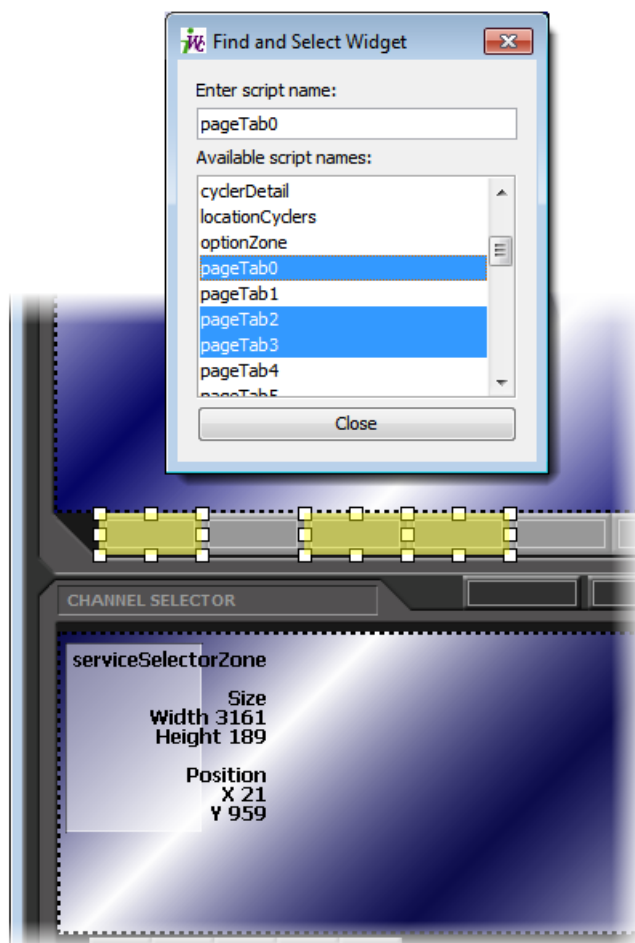 Find and Select Widget
Enter script name:
pageTab0
Available script names:
cyclerDetail
locationCyclers
optionZone
pageTab0
pageTab1
pageTab2
pageTab3
pageTab4
pageTab5
Close
CHANNEL SELECTOR
serviceSelectorZone
Size
Width 3161
Height 189
Position
X 21
Y 959